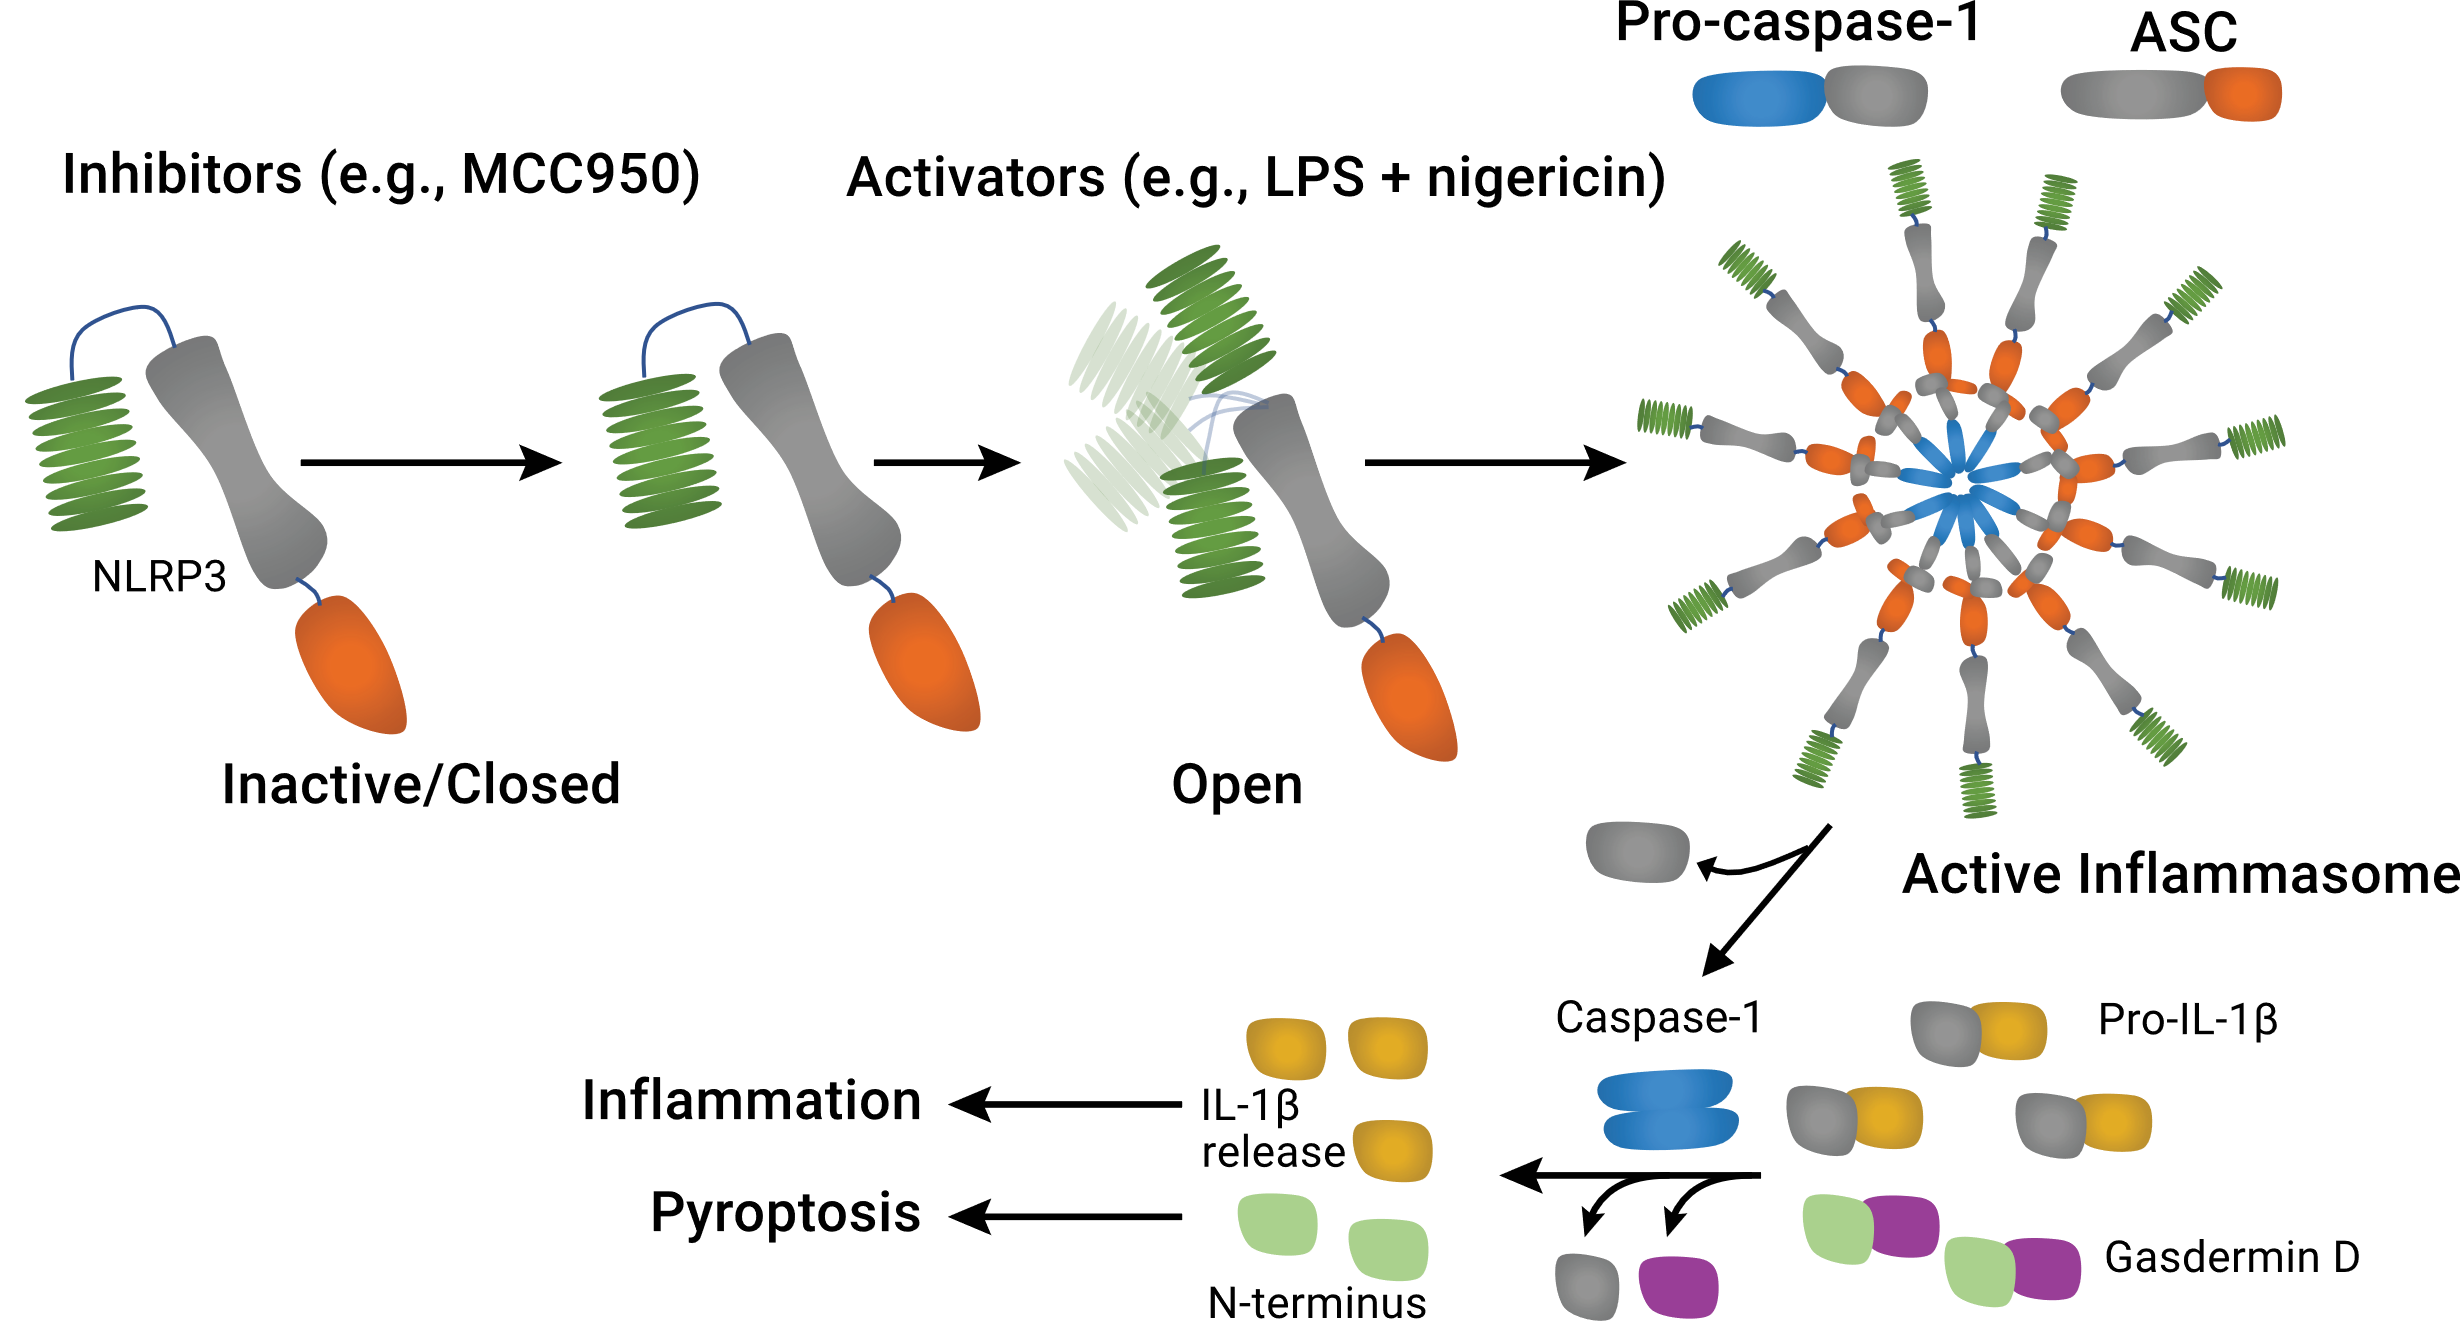 Pro-caspase-1
ASC
Inhibitors (e.g., MCC950)
Activators (e.g., LPS + nigericin)
NLRP3
Inactive/Closed
Open
Active Inflammasome
Caspase-1
Pro-IL-1β
Inflammation
IL-1β
release
Pyroptosis
Gasdermin D
N-terminus